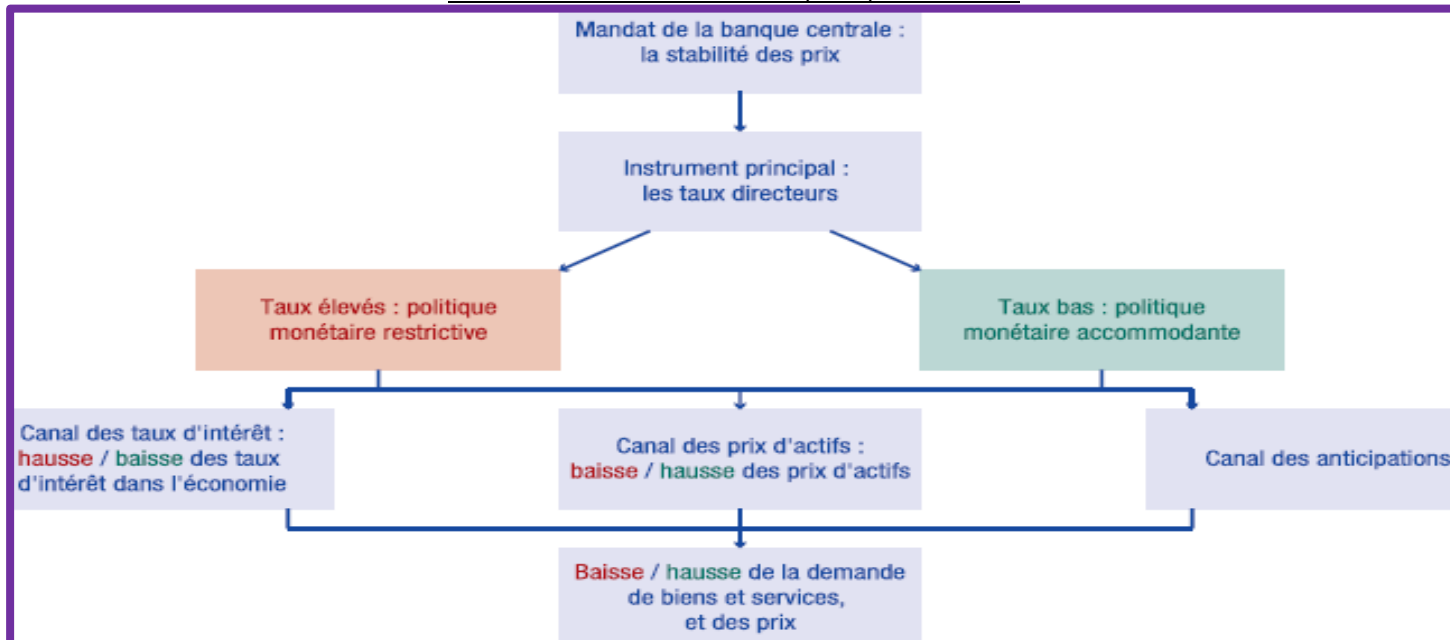 Mandat de la banque centrale :
la stabilité des prix
Instrument principal :
les taux directeurs
Taux élevés : politique
monétaire restrictive
Taux bas : politique
monétaire accommodante
Canal des taux d'intérêt :
hausse / baisse des taux
d'intérêt dans l'économie
Canal des prix d'actifs :
baisse / hausse des prix d'actifs
Canal des anticipations
Baisse / hausse de la demande
de biens et services,
et des prix